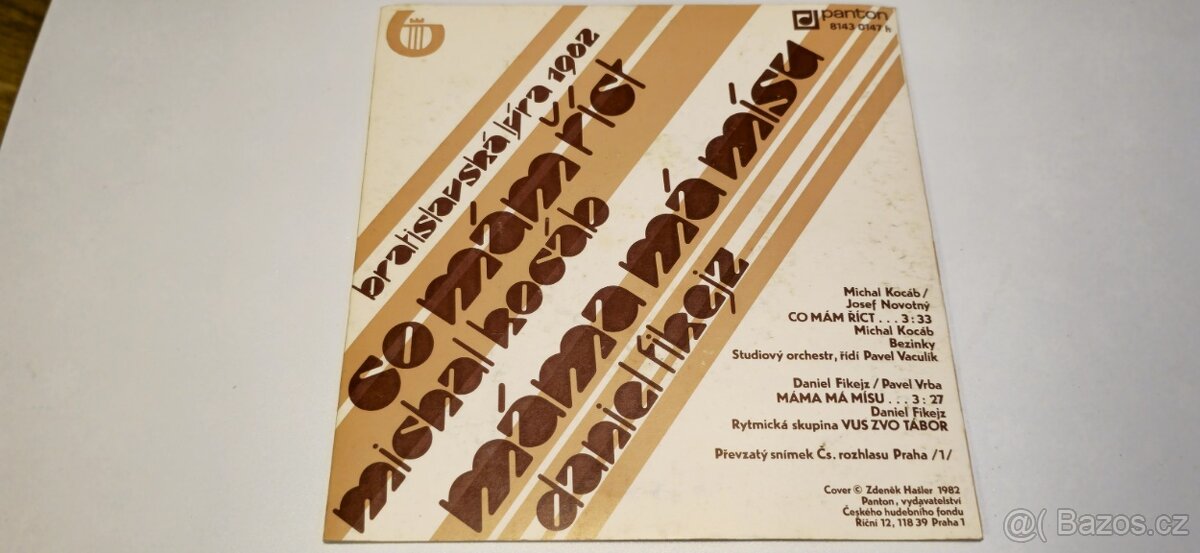 panton
8143 0147 h
bratislavská lýra 1982
co mám říct
michal kocáb
máma má mísu
daniel fikejz
Michal Kocáb /
Josef Novotný
CO MÁM ŘÍCT . . . 3 : 33
Michal Kocáb
Bezinky
Studiový orchestr, řídí Pavel Vaculík
Daniel Fikejz / Pavel Vrba
MÁMA MÁ MÍSU . . . 3 : 27
Daniel Fikejz
Rytmická skupina VUS ZVO TÁBOR
Převzatý snímek Čs. rozhlasu Praha /1/
Cover © Zdeněk Hašler 1982
Panton, vydavatelství
Českého hudebního fondu
Říční 12, 118 39 Praha 1
@( Bazos.cz